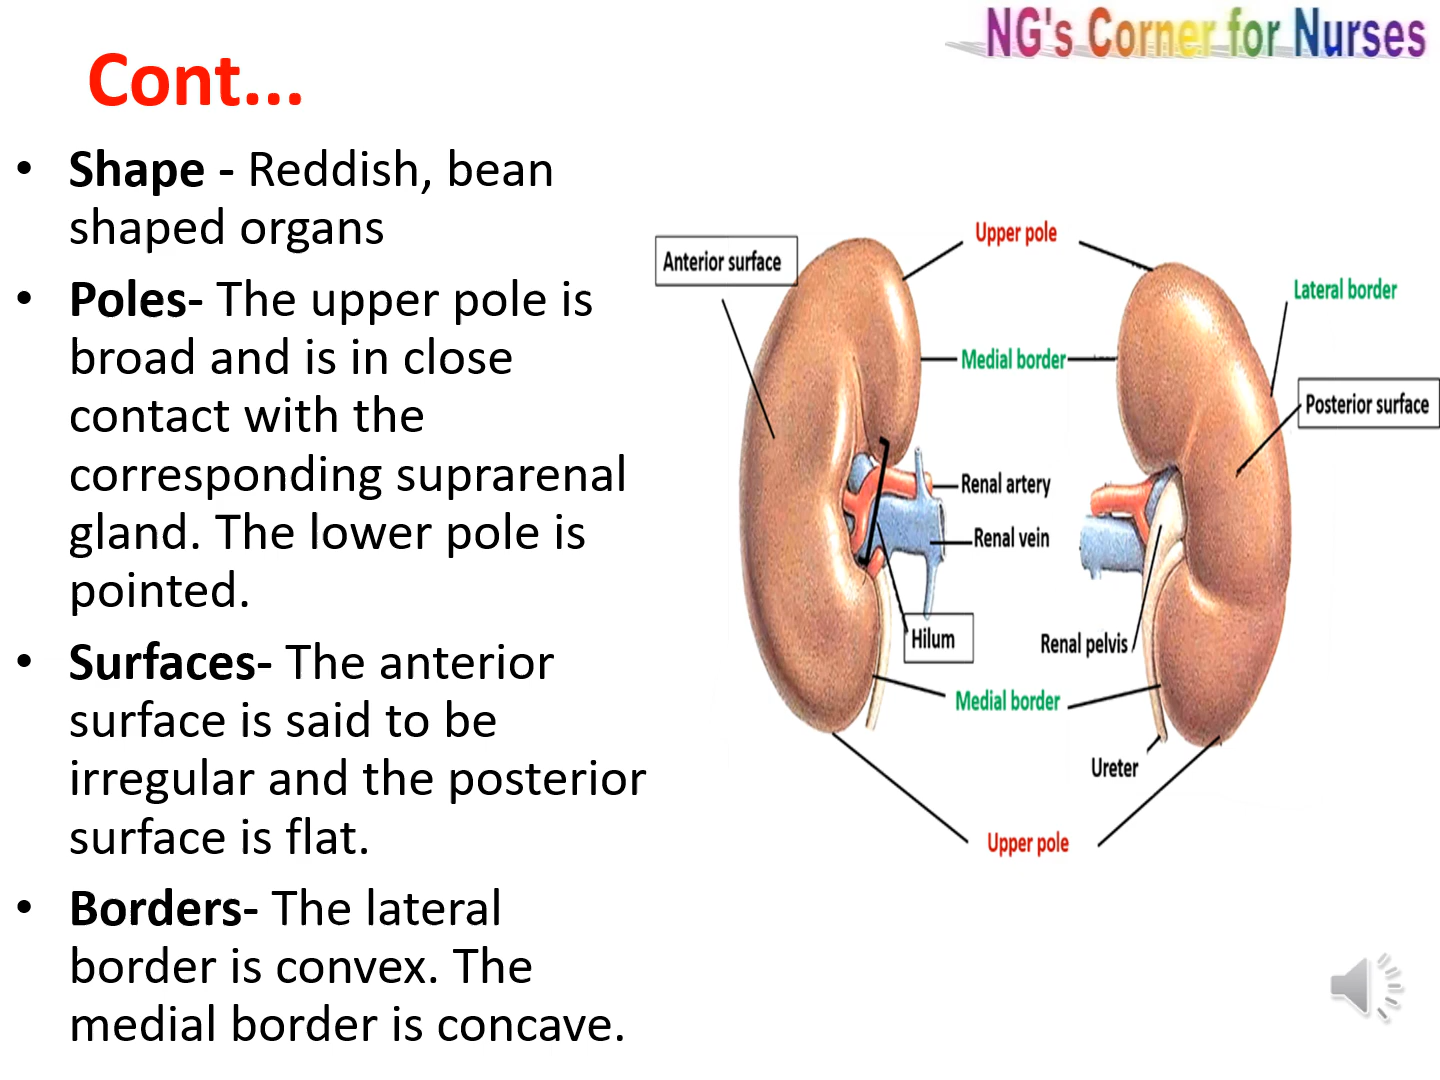 NG's Corner for Nurses
Cont...
• Shape - Reddish, bean
shaped organs
• Poles- The upper pole is
broad and is in close
contact with the
corresponding suprarenal
gland. The lower pole is
pointed.
• Surfaces- The anterior
surface is said to be
irregular and the posterior
surface is flat.
• Borders- The lateral
border is convex. The
medial border is concave.
Upper pole
Anterior surface
Lateral border
Medial border
Posterior surface
Renal artery
Renal vein
Hilum
Renal pelvis
Medial border
Ureter
Upper pole